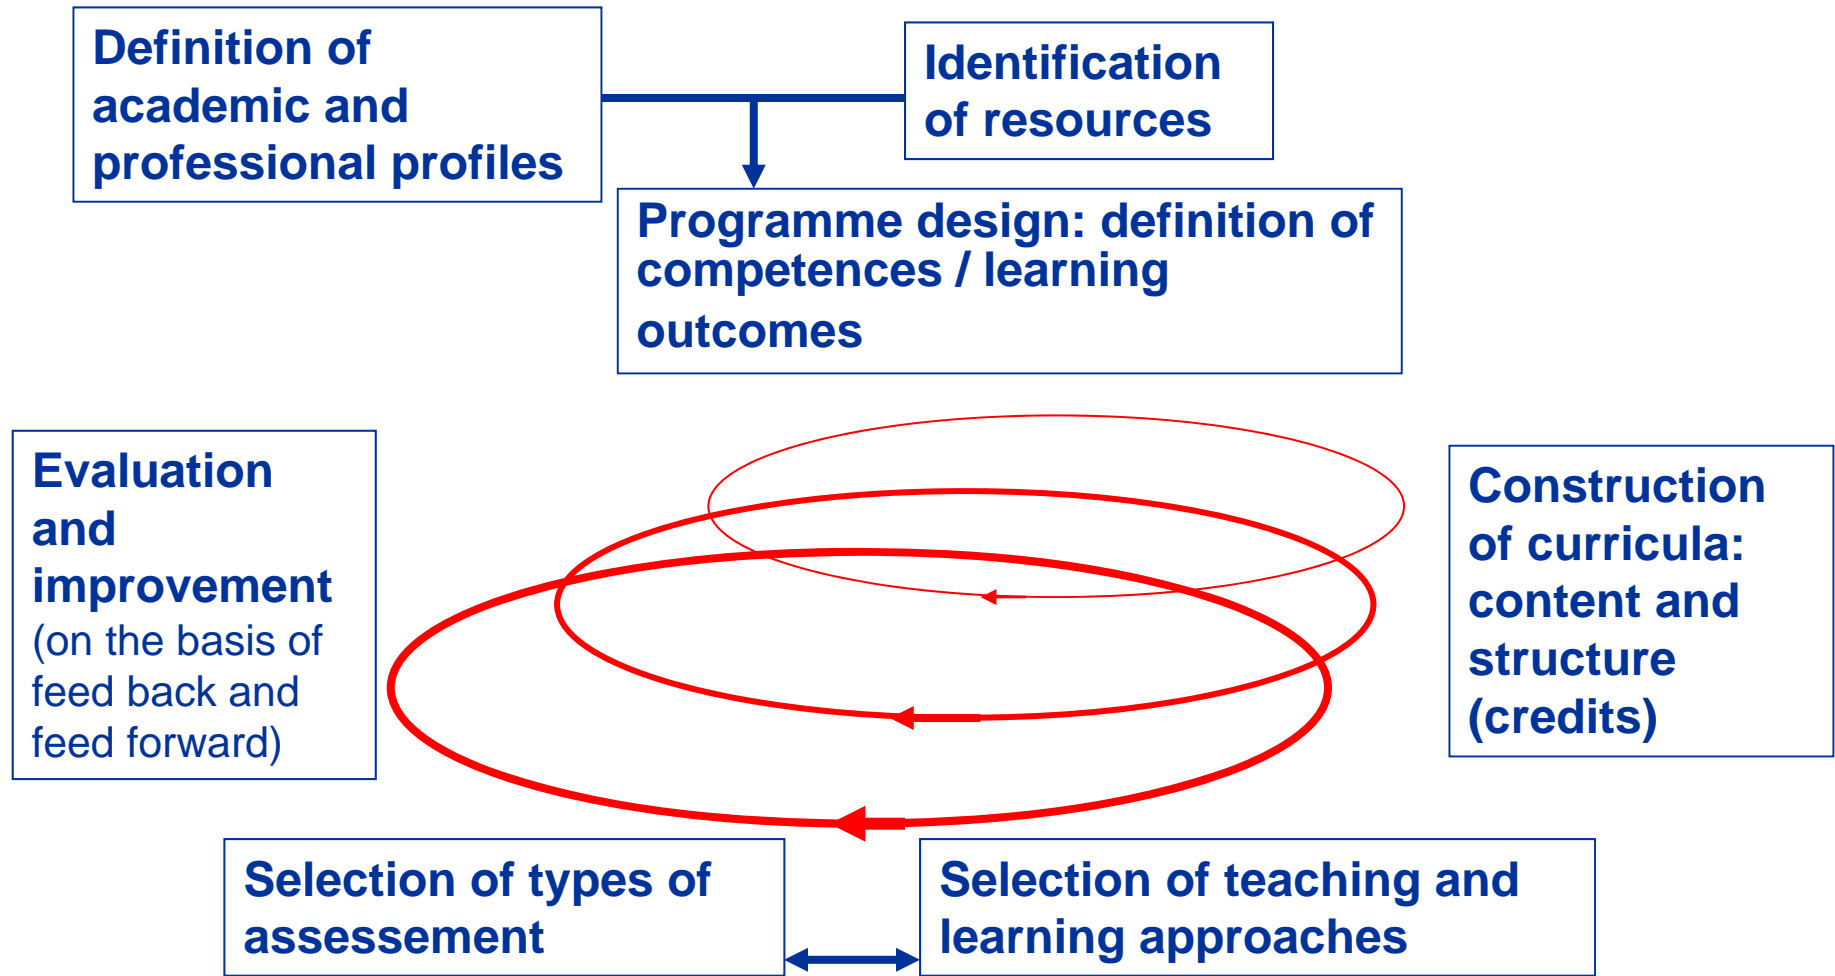 Definition of
academic and
professional profiles
Identification
of resources
Programme design: definition of
competences / learning
outcomes
Evaluation
and
improvement
(on the basis of
feed back and
feed forward)
Construction
of curricula:
content and
structure
(credits)
Selection of types of
assessement
Selection of teaching and
learning approaches